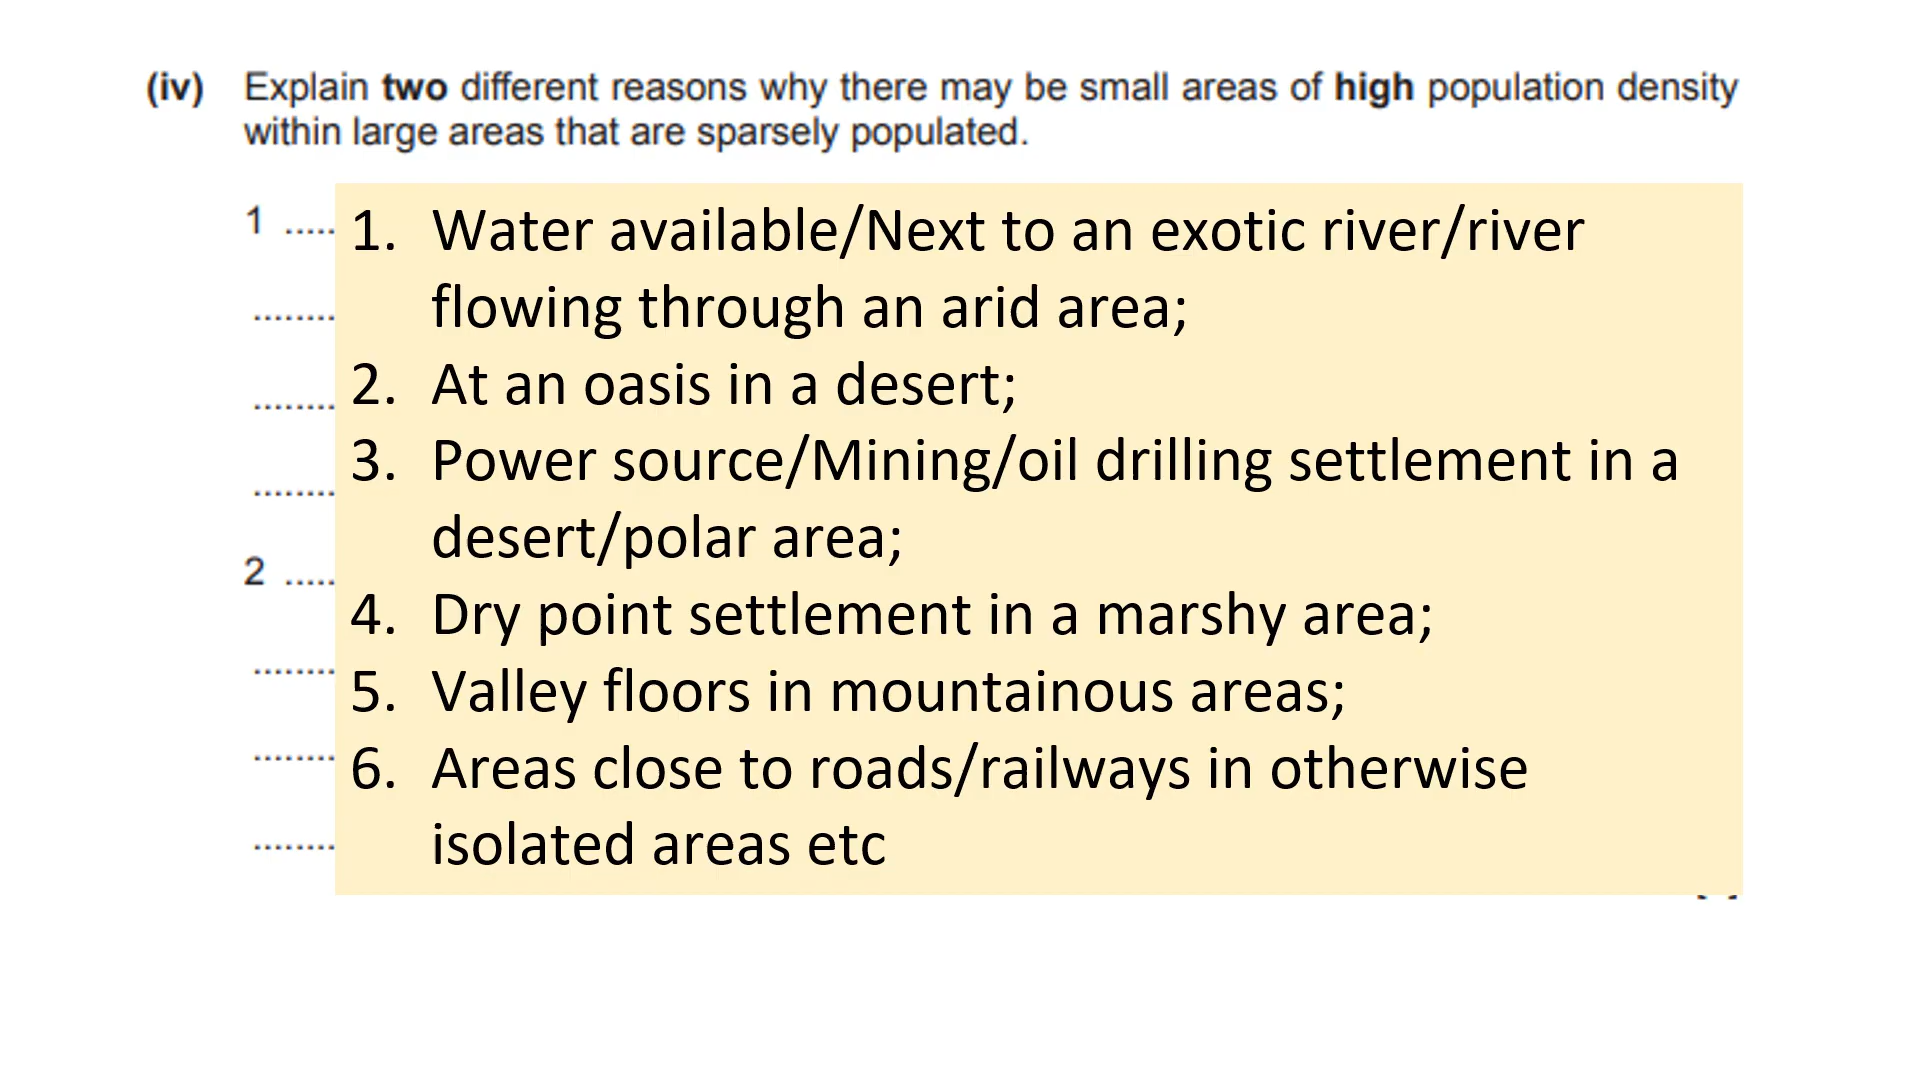 (iv) Explain two different reasons why there may be small areas of high population density
within large areas that are sparsely populated.
1 ..... 1. Water available/Next to an exotic river/river
........ flowing through an arid area;
........ 2. At an oasis in a desert;
........ 3. Power source/Mining/oil drilling settlement in a
desert/polar area;
2 ..... 4. Dry point settlement in a marshy area;
........ 5. Valley floors in mountainous areas;
........ 6. Areas close to roads/railways in otherwise
........ isolated areas etc